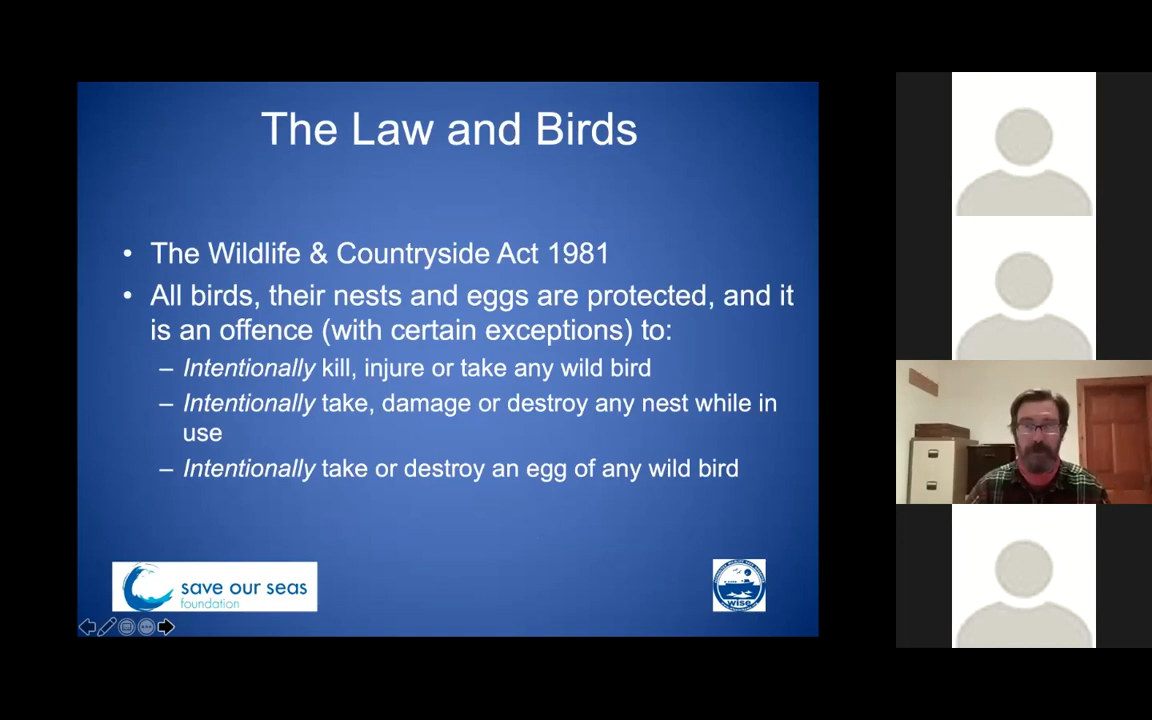 The Law and Birds
• The Wildlife & Countryside Act 1981
• All birds, their nests and eggs are protected, and it
is an offence (with certain exceptions) to:
– Intentionally kill, injure or take any wild bird
– Intentionally take, damage or destroy any nest while in
use
– Intentionally take or destroy an egg of any wild bird
save our seas
foundation
wise